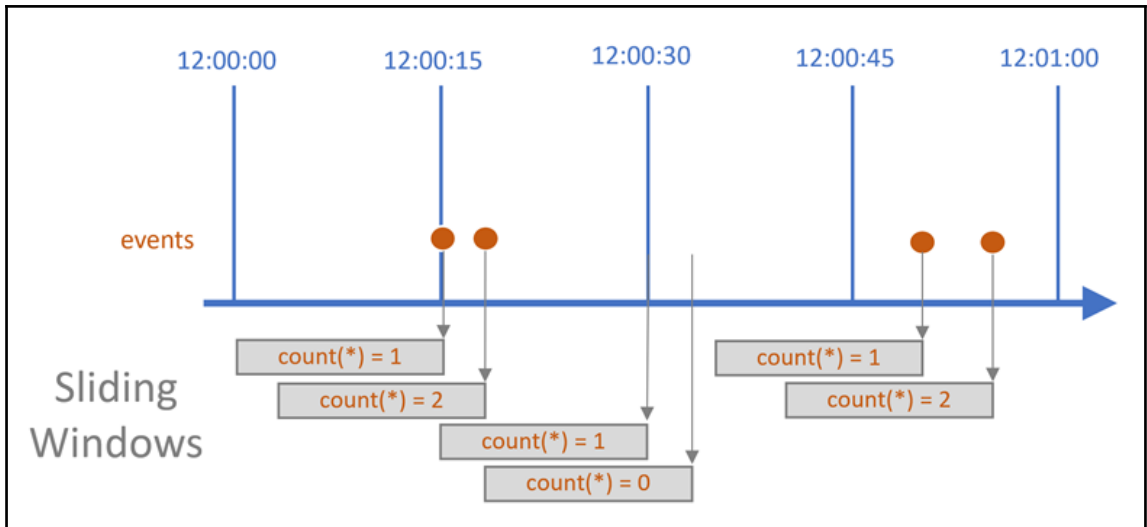 12:00:00 12:00:15 12:00:30 12:00:45 12:01:00
events
count(*) = 1 count(*) = 1
Sliding
count(*) = 2 count(*) = 2
Windows
count(*) = 1
count(*) = 0